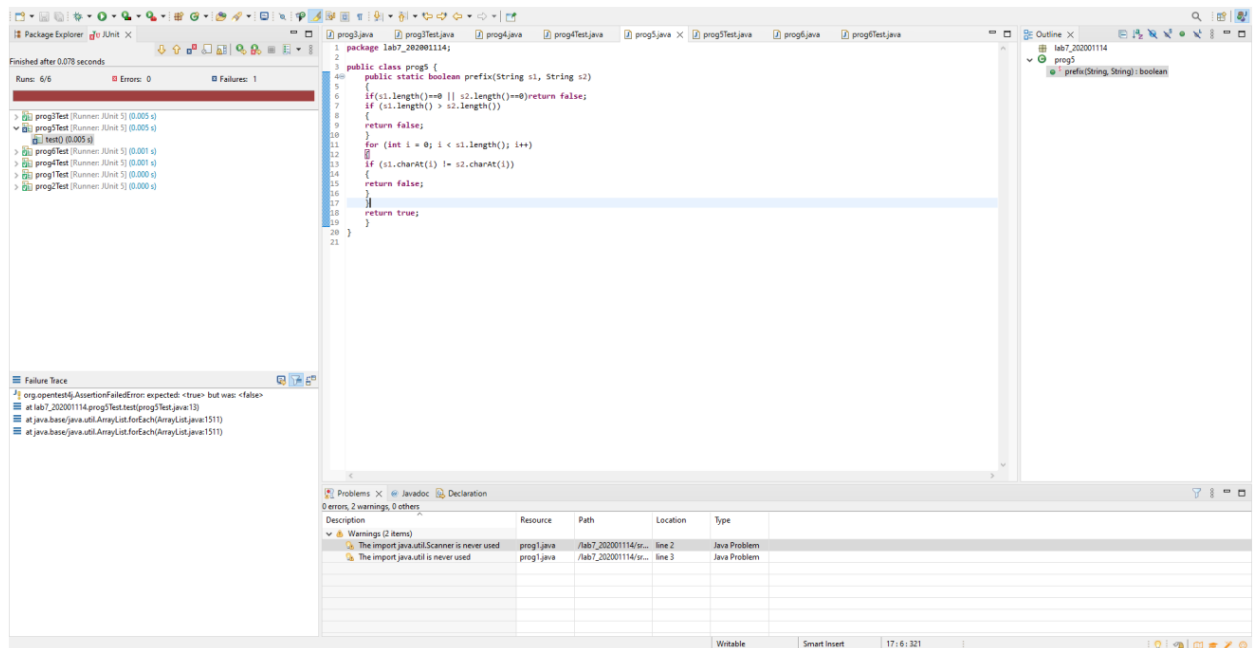 Package Explorer JUnit
Finished after 0.078 seconds
Runs: 6/6 Errors: 0 Failures: 1
prog3Test [Runner: JUnit 5] (0.005 s)
prog5Test [Runner: JUnit 5] (0.005 s)
test() (0.005 s)
prog6Test [Runner: JUnit 5] (0.001 s)
prog4Test [Runner: JUnit 5] (0.001 s)
prog1Test [Runner: JUnit 5] (0.000 s)
prog2Test [Runner: JUnit 5] (0.000 s)
Failure Trace
org.opentest4j.AssertionFailedError: expected: <true> but was: <false>
at lab7_202001114.prog5Test.test(prog5Test.java:13)
at java.base/java.util.ArrayList.forEach(ArrayList.java:1511)
at java.base/java.util.ArrayList.forEach(ArrayList.java:1511)
prog3.java prog3Test.java prog4.java prog4Test.java prog5.java prog5Test.java prog6.java prog6Test.java
1 package lab7_202001114;
2
3 public class prog5 {
4 public static boolean prefix(String s1, String s2)
5 {
6 if(s1.length()==0 || s2.length()==0)return false;
7 if (s1.length() > s2.length())
8 {
9 return false;
10 }
11 for (int i = 0; i < s1.length(); i++)
12 {
13 if (s1.charAt(i) != s2.charAt(i))
14 {
15 return false;
16 }
17 }
18 return true;
19 }
20 }
21
Outline
lab7_202001114
prog5
prefix(String, String) : boolean
Problems Javadoc Declaration
0 errors, 2 warnings, 0 others
Description Resource Path Location Type
Warnings (2 items)
The import java.util.Scanner is never used prog1.java /lab7_202001114/sr... line 2 Java Problem
The import java.util is never used prog1.java /lab7_202001114/sr... line 3 Java Problem
Writable Smart Insert 17 : 6 : 321